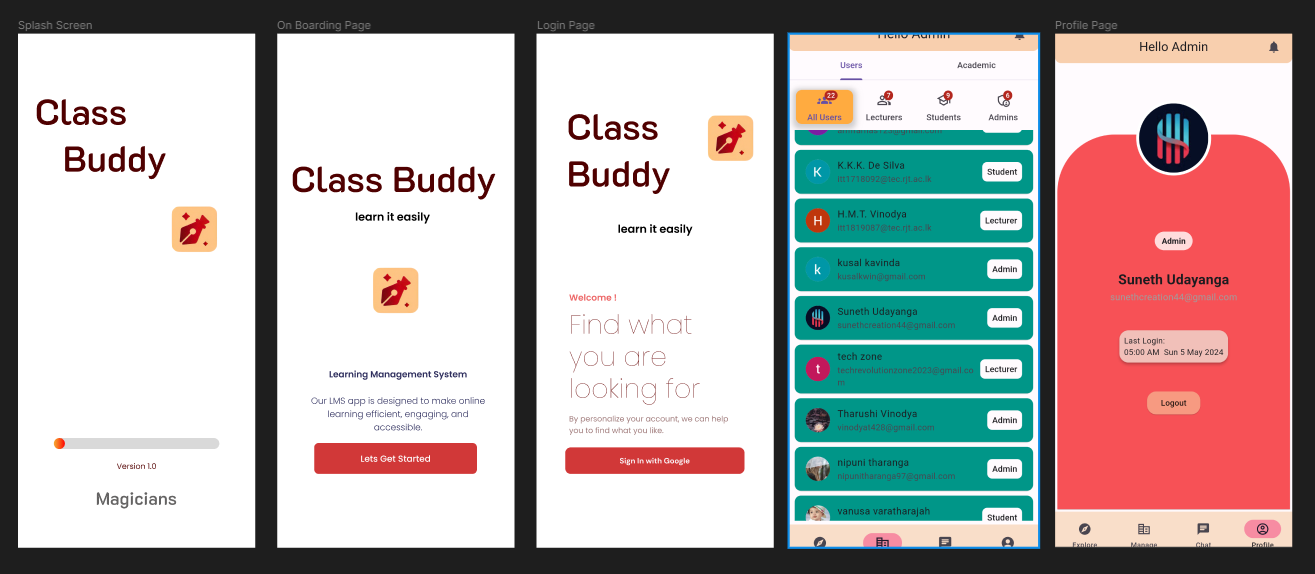 Splash Screen
Class
Buddy
Version 1.0
Magicians
On Boarding Page
Class Buddy
learn it easily
Learning Management System
Our LMS app is designed to make online
learning efficient, engaging, and
accessible.
Lets Get Started
Login Page
Class
Buddy
learn it easily
Welcome !
Find what
you are
looking for
By personalize your account, we can help
you to find what you like.
Sign In with Google
Hello Admin
Users
Academic
22
7
9
6
All Users
Lecturers
Students
Admins
K
K.K.K. De Silva
itt1718092@tec.rjt.ac.lk
Student
H
H.M.T. Vinodya
itt1819087@tec.rjt.ac.lk
Lecturer
k
kusal kavinda
kusalkwin@gmail.com
Admin
Suneth Udayanga
sunethcreation44@gmail.com
Admin
t
tech zone
techrevolutionzone2023@gmail.co
m
Lecturer
Tharushi Vinodya
vinodyat428@gmail.com
Admin
nipuni tharanga
nipunitharanga97@gmail.com
Admin
vanusa varatharajah
Student
Profile Page
Hello Admin
Admin
Suneth Udayanga
sunethcreation44@gmail.com
Last Login:
05:00 AM Sun 5 May 2024
Logout
Explore
Manage
Chat
Profile